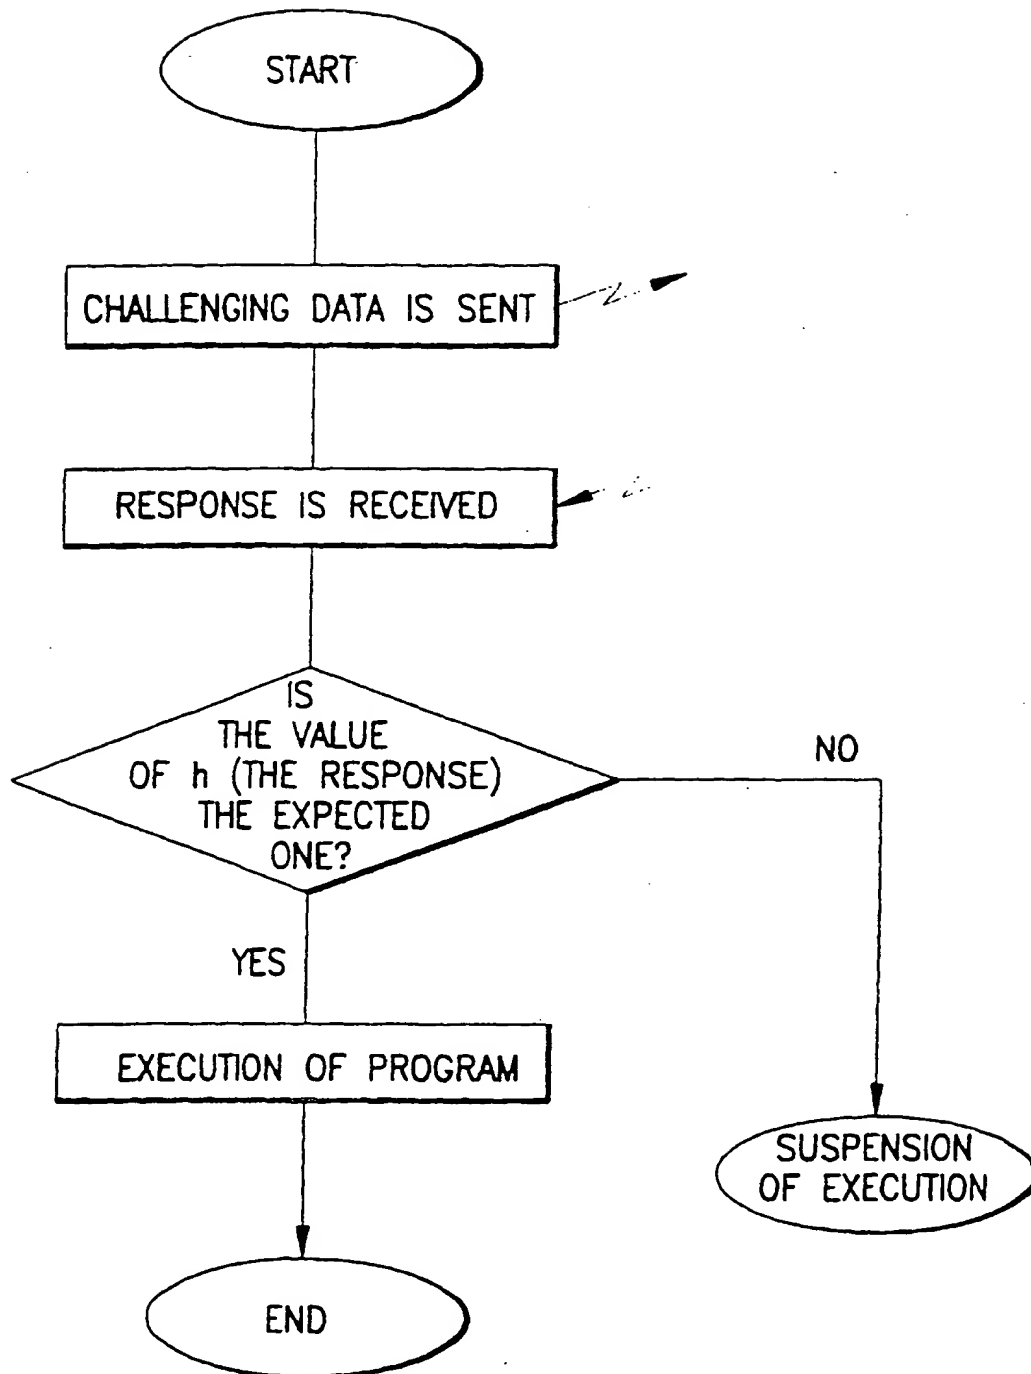 START
CHALLENGING DATA IS SENT
RESPONSE IS RECEIVED
IS
THE VALUE
OF h (THE RESPONSE)
THE EXPECTED
ONE?
NO
YES
EXECUTION OF PROGRAM
SUSPENSION
OF EXECUTION
END